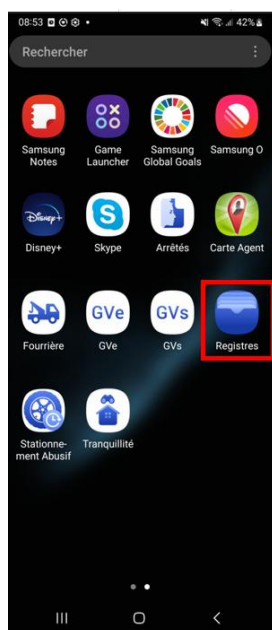 08:53
42%
Rechercher
Samsung Notes
Game Launcher
Samsung Global Goals
Samsung O
Disney+
Disney+
S
Skype
Arrêtés
Carte Agent
Fourrière
GVe
GVe
GVs
GVs
Registres
Stationne-
ment Abusif
Tranquillité